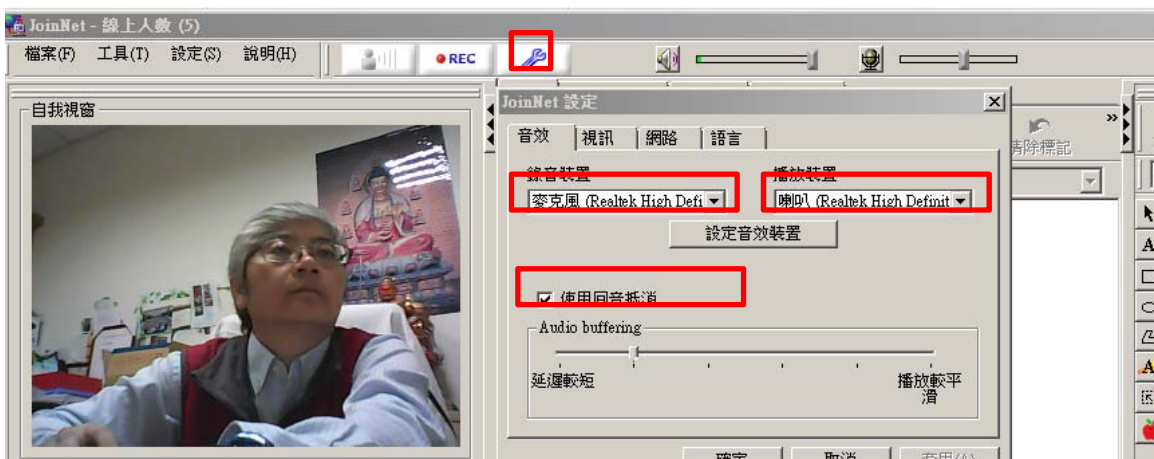 JoinNet - 線上人數 (5)
檔案(F) 工具(T) 設定(S) 說明(H) REC
自我視窗
JoinNet 設定
音效 視訊 網路 語言
清除標記
錄音裝置 播放裝置
麥克風 (Realtek High Defi 喇叭 (Realtek High Definit
設定音效裝置
使用回音抵消
Audio buffering
延遲較短 播放較平滑
確定 取消 套用(A)